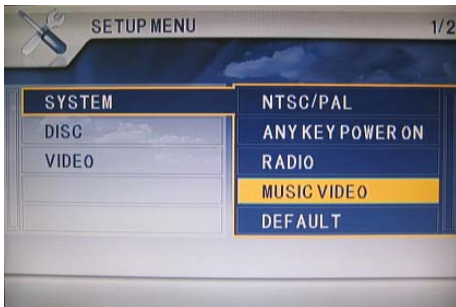 SETUP MENU 1/2
SYSTEM
DISC
VIDEO
NTSC/PAL
ANY KEY POWER ON
RADIO
MUSIC VIDEO
DEFAULT